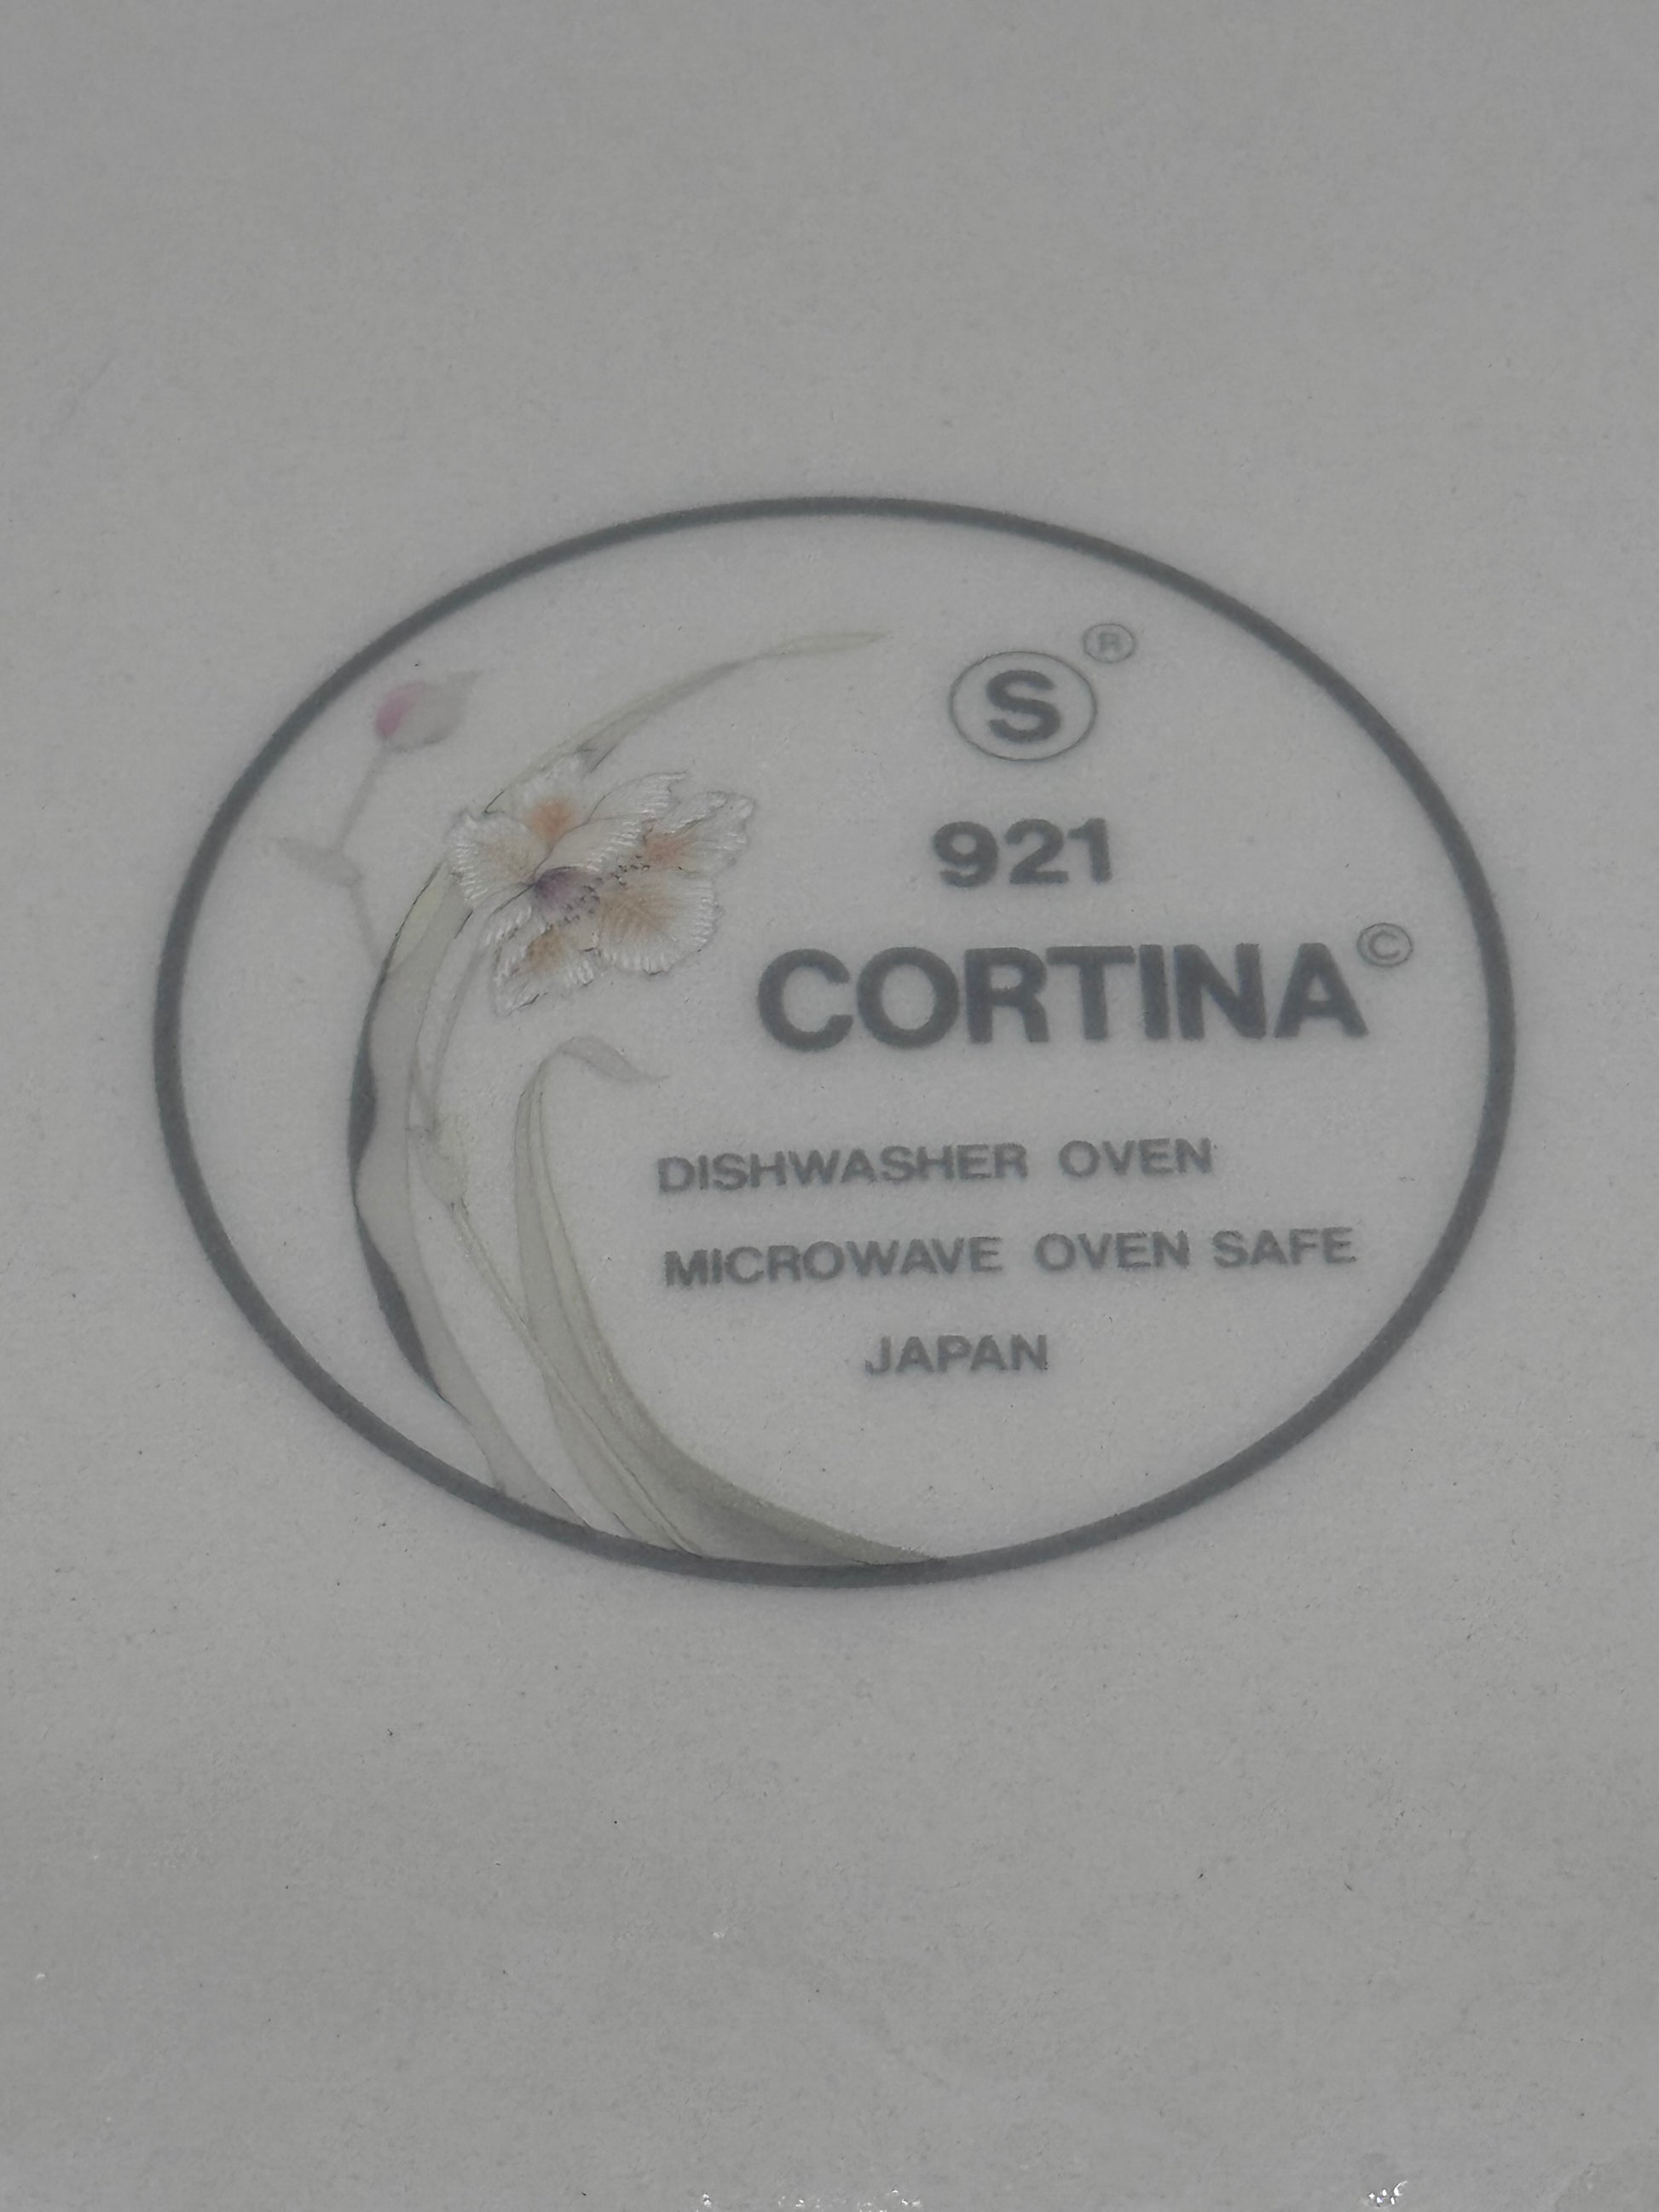 S®
921
CORTINA©
DISHWASHER OVEN
MICROWAVE OVEN SAFE
JAPAN